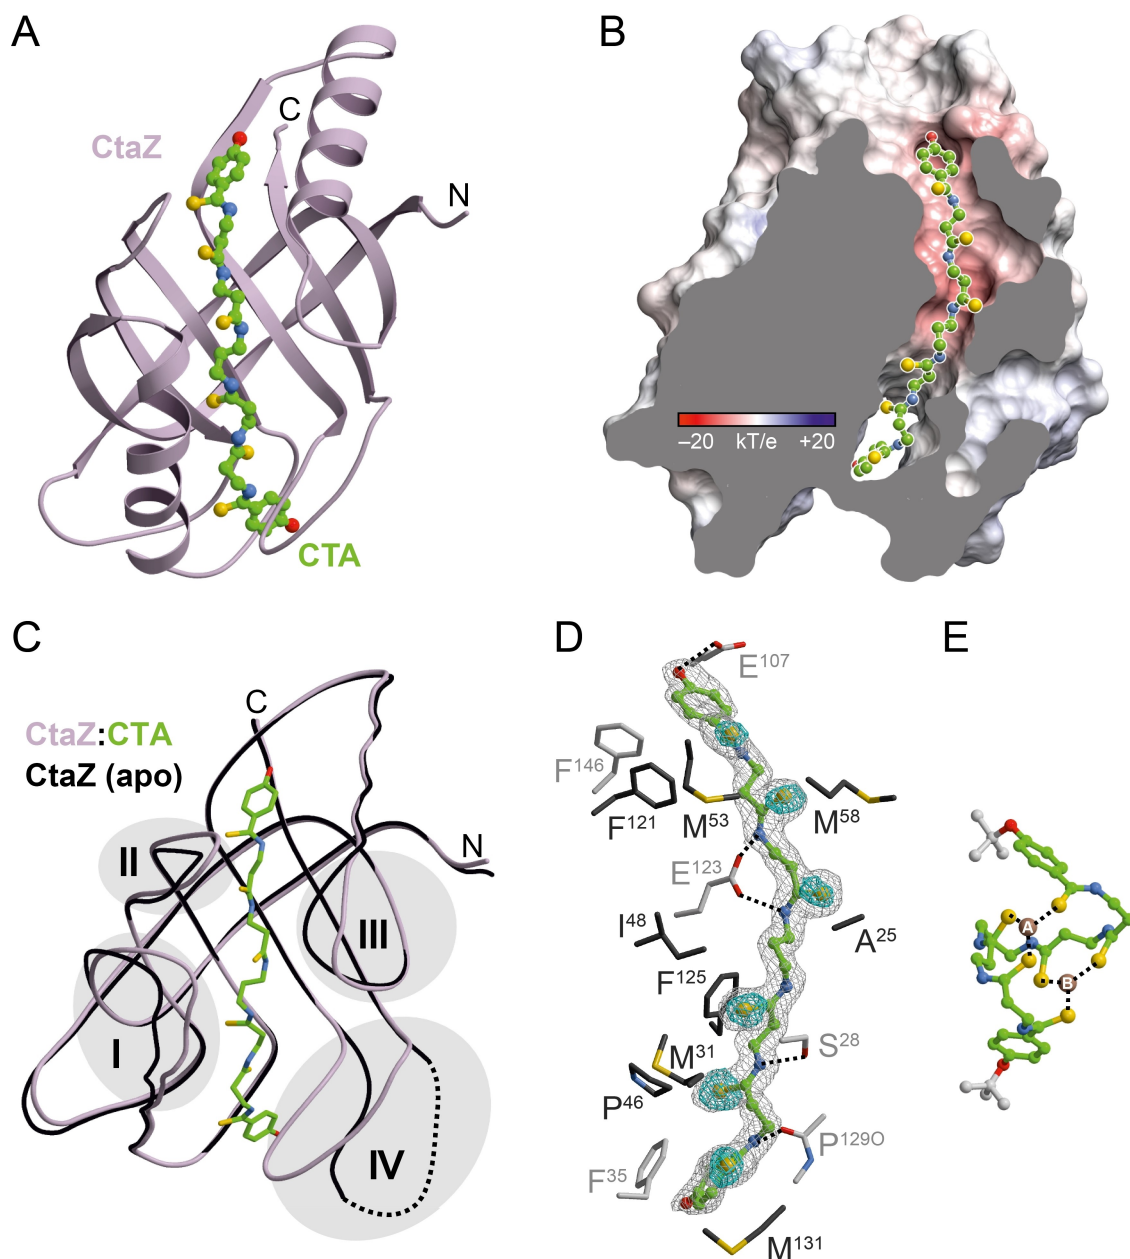 A
C
CtaZ
N
CTA
B
–20 kT/e +20
C
CtaZ:CTA
CtaZ (apo)
C
N
II
III
I
IV
D
E¹⁰⁷
F¹⁴⁶
F¹²¹
M⁵³
M⁵⁸
E¹²³
I⁴⁸
A²⁵
F¹²⁵
S²⁸
M³¹
P⁴⁶
P¹²⁹ᴼ
F³⁵
M¹³¹
E
A
B